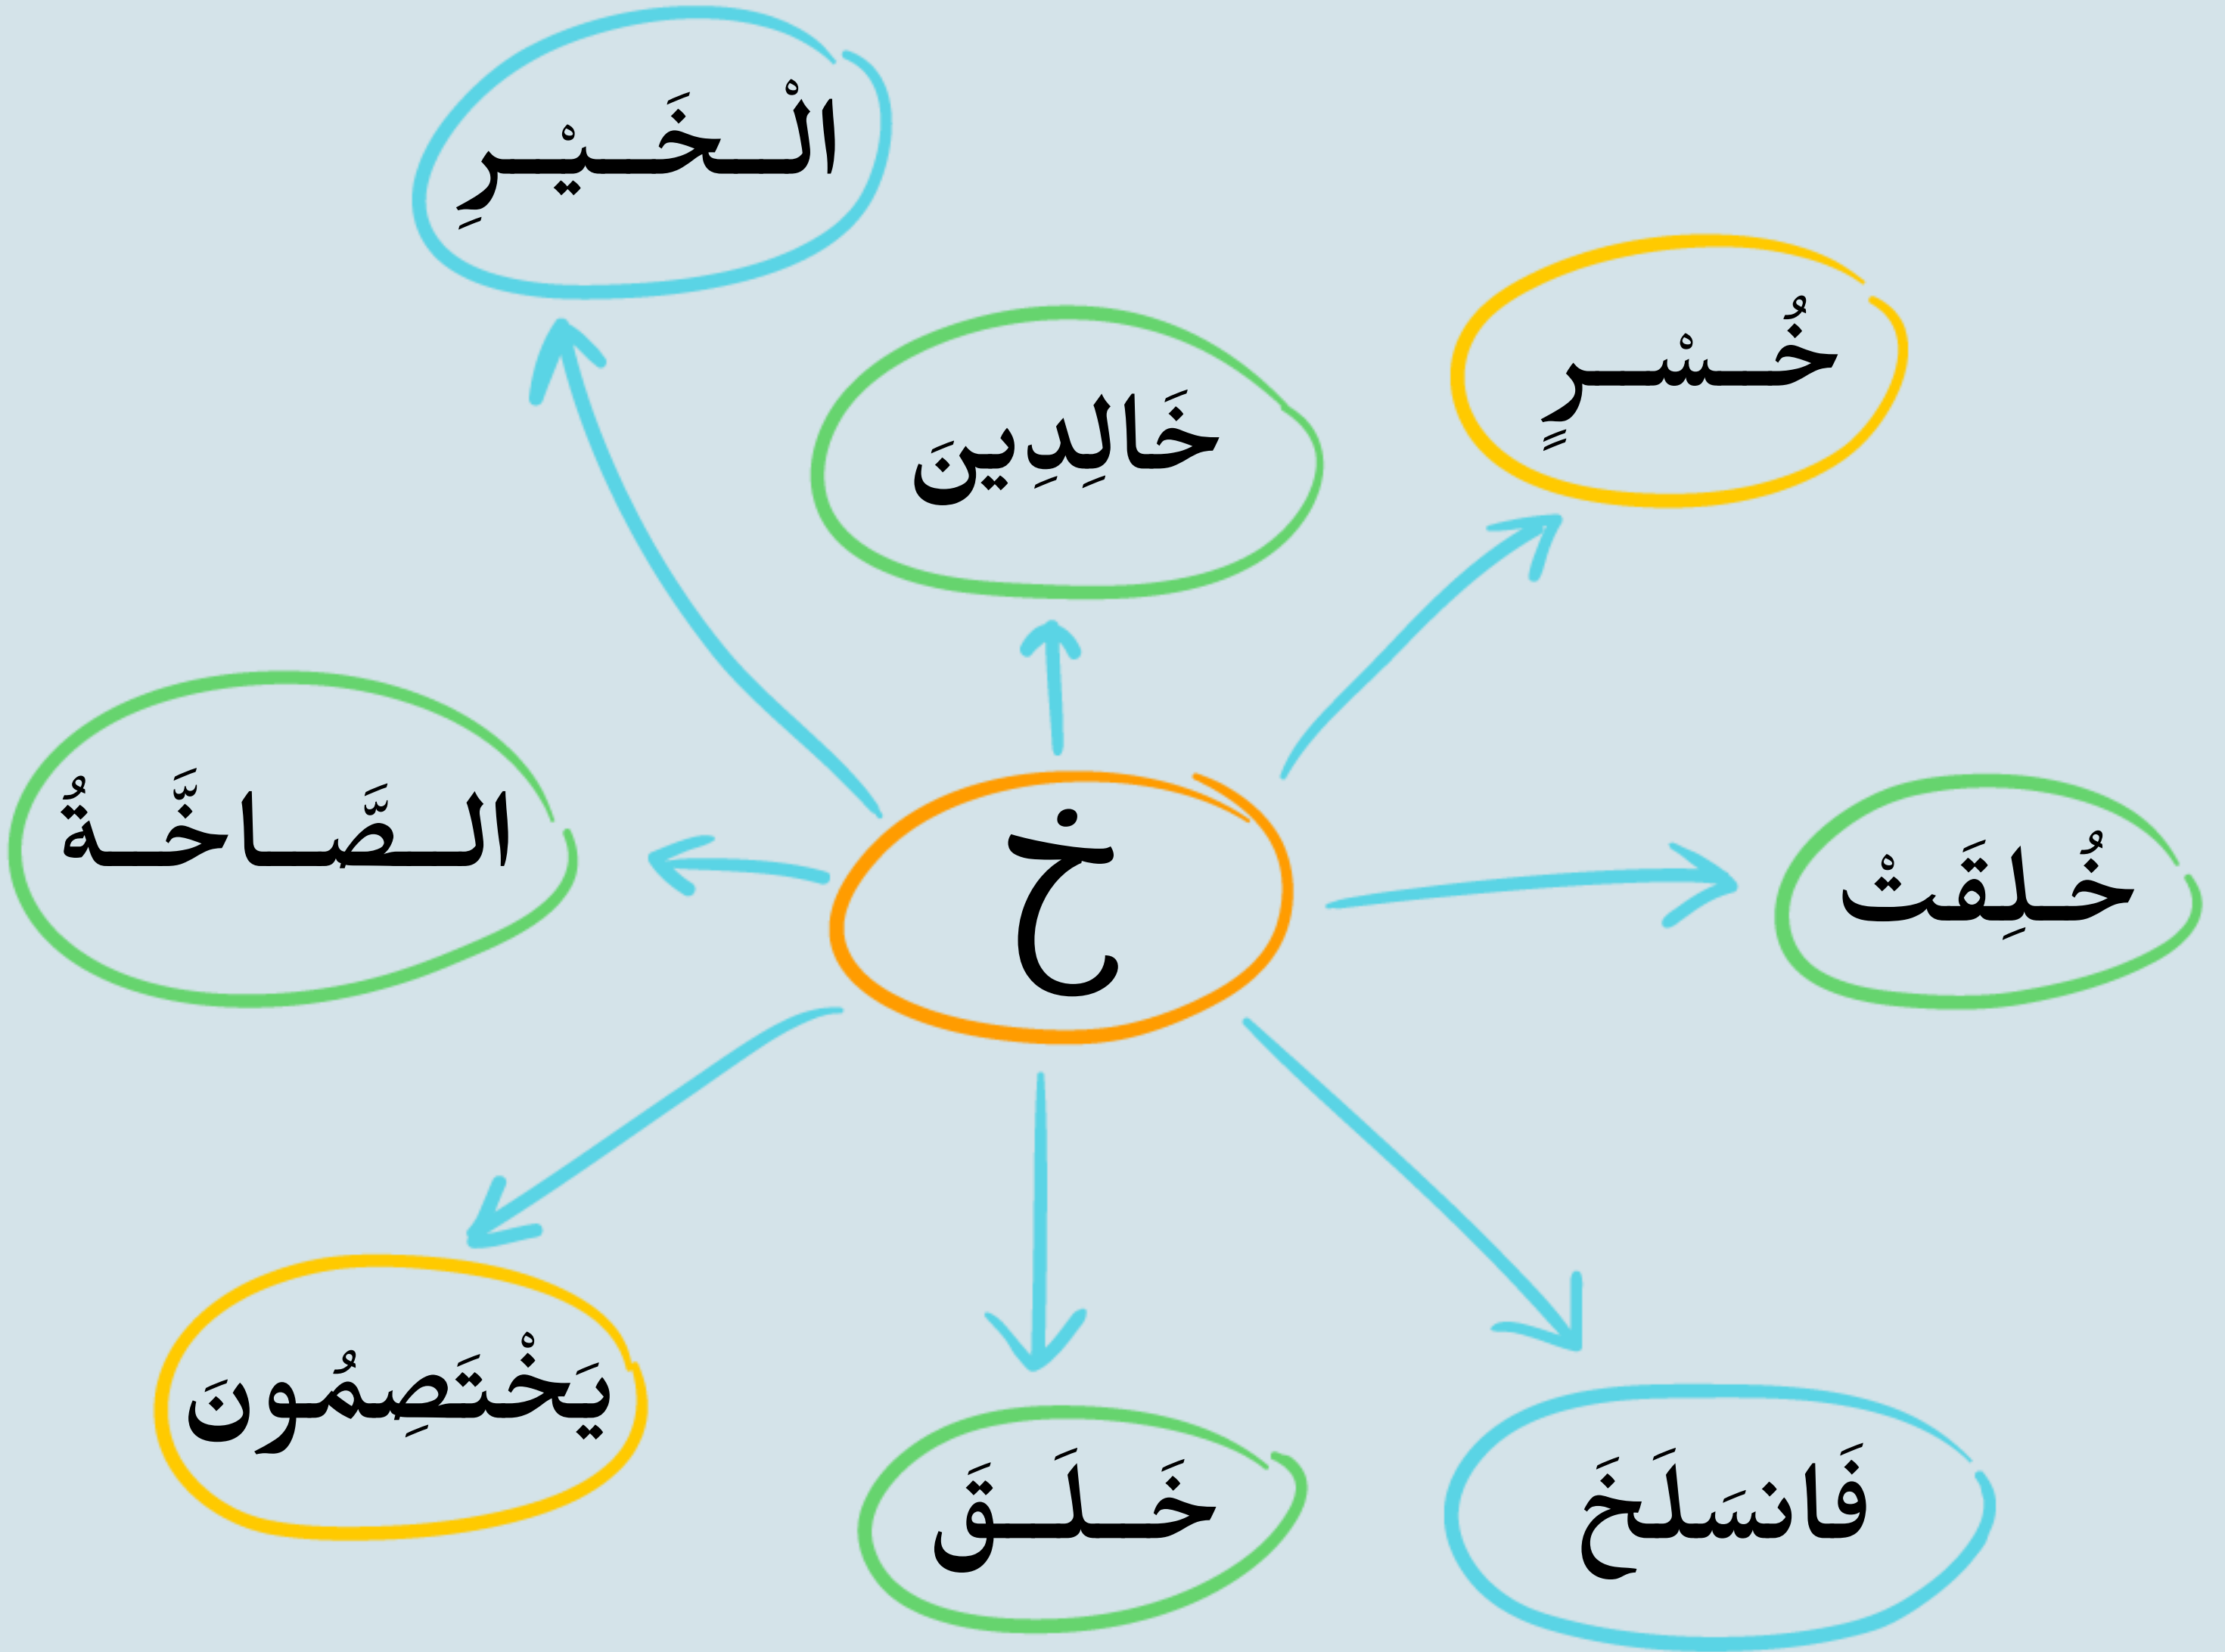 الْـخَـيْـرِ
خُـسْـرٍ
خَالِدِينَ
الـصَّـاخَّـةٌ
خ
خُـلِقَتْ
يَخْتَصِمُونَ
خَـلَـقَ
فَانسَلَخَ